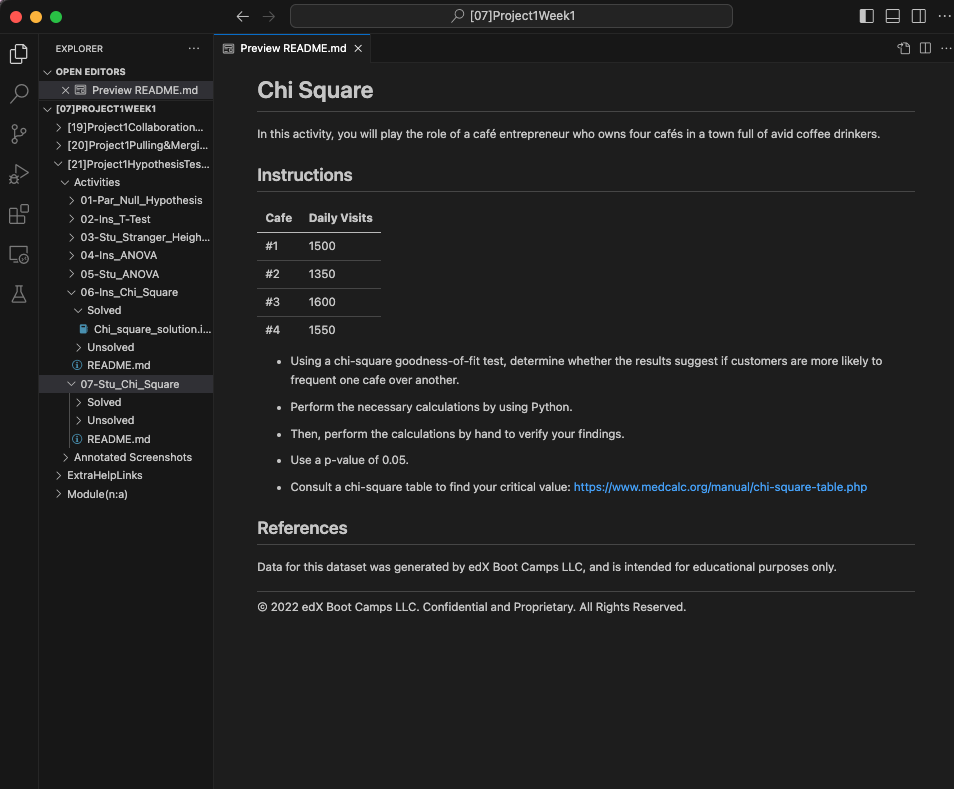 [07]Project1Week1
EXPLORER
OPEN EDITORS
Preview README.md
[07]PROJECT1WEEK1
[19]Project1Collaboration...
[20]Project1Pulling&Mergi...
[21]Project1HypothesisTes...
Activities
01-Par_Null_Hypothesis
02-Ins_T-Test
03-Stu_Stranger_Heigh...
04-Ins_ANOVA
05-Stu_ANOVA
06-Ins_Chi_Square
Solved
Chi_square_solution.i...
Unsolved
README.md
07-Stu_Chi_Square
Solved
Unsolved
README.md
Annotated Screenshots
ExtraHelpLinks
Module(n:a)
Preview README.md
Chi Square
In this activity, you will play the role of a café entrepreneur who owns four cafés in a town full of avid coffee drinkers.
Instructions
Cafe Daily Visits
#1 1500
#2 1350
#3 1600
#4 1550
• Using a chi-square goodness-of-fit test, determine whether the results suggest if customers are more likely to
frequent one cafe over another.
• Perform the necessary calculations by using Python.
• Then, perform the calculations by hand to verify your findings.
• Use a p-value of 0.05.
• Consult a chi-square table to find your critical value: https://www.medcalc.org/manual/chi-square-table.php
References
Data for this dataset was generated by edX Boot Camps LLC, and is intended for educational purposes only.
© 2022 edX Boot Camps LLC. Confidential and Proprietary. All Rights Reserved.